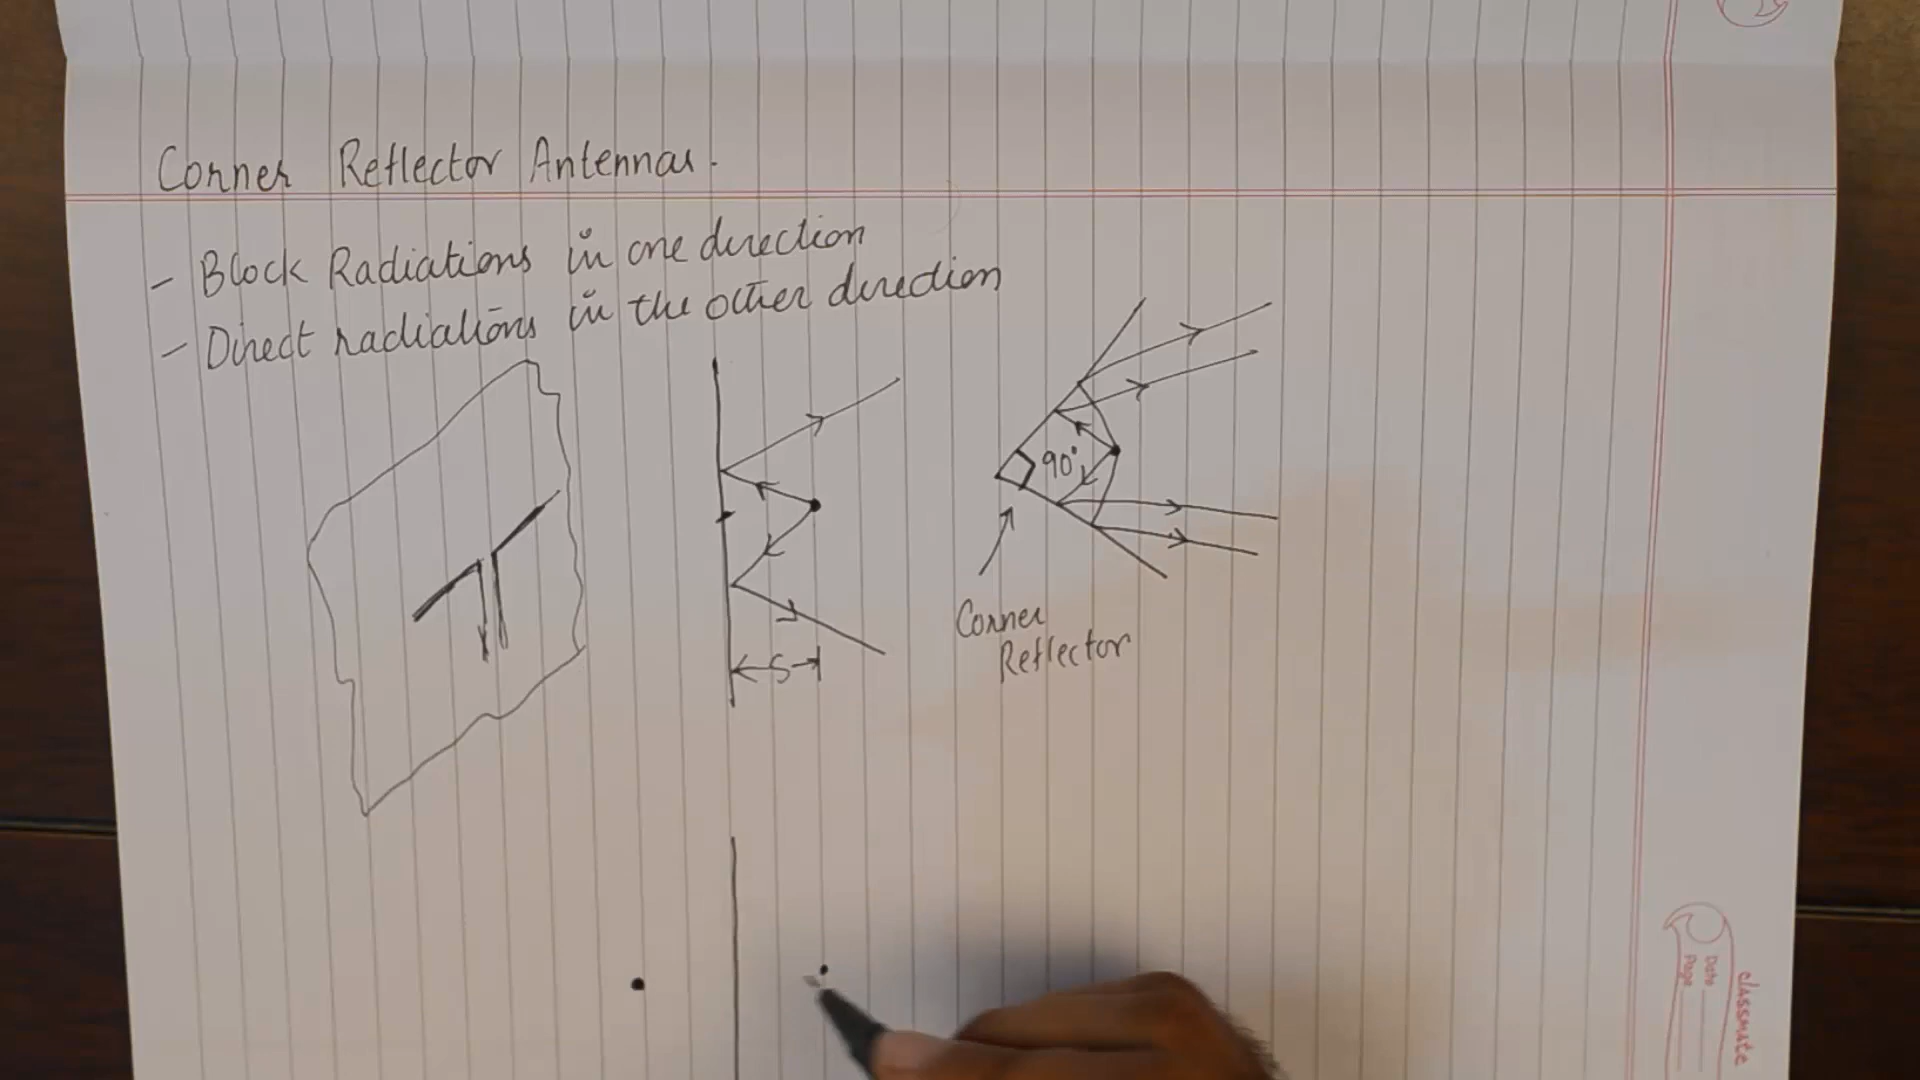 Corner Reflector Antennas.
- Block Radiations in one direction
- Direct radiations in the other direction
90°
Corner
Reflector
S
classmate
Date
Page